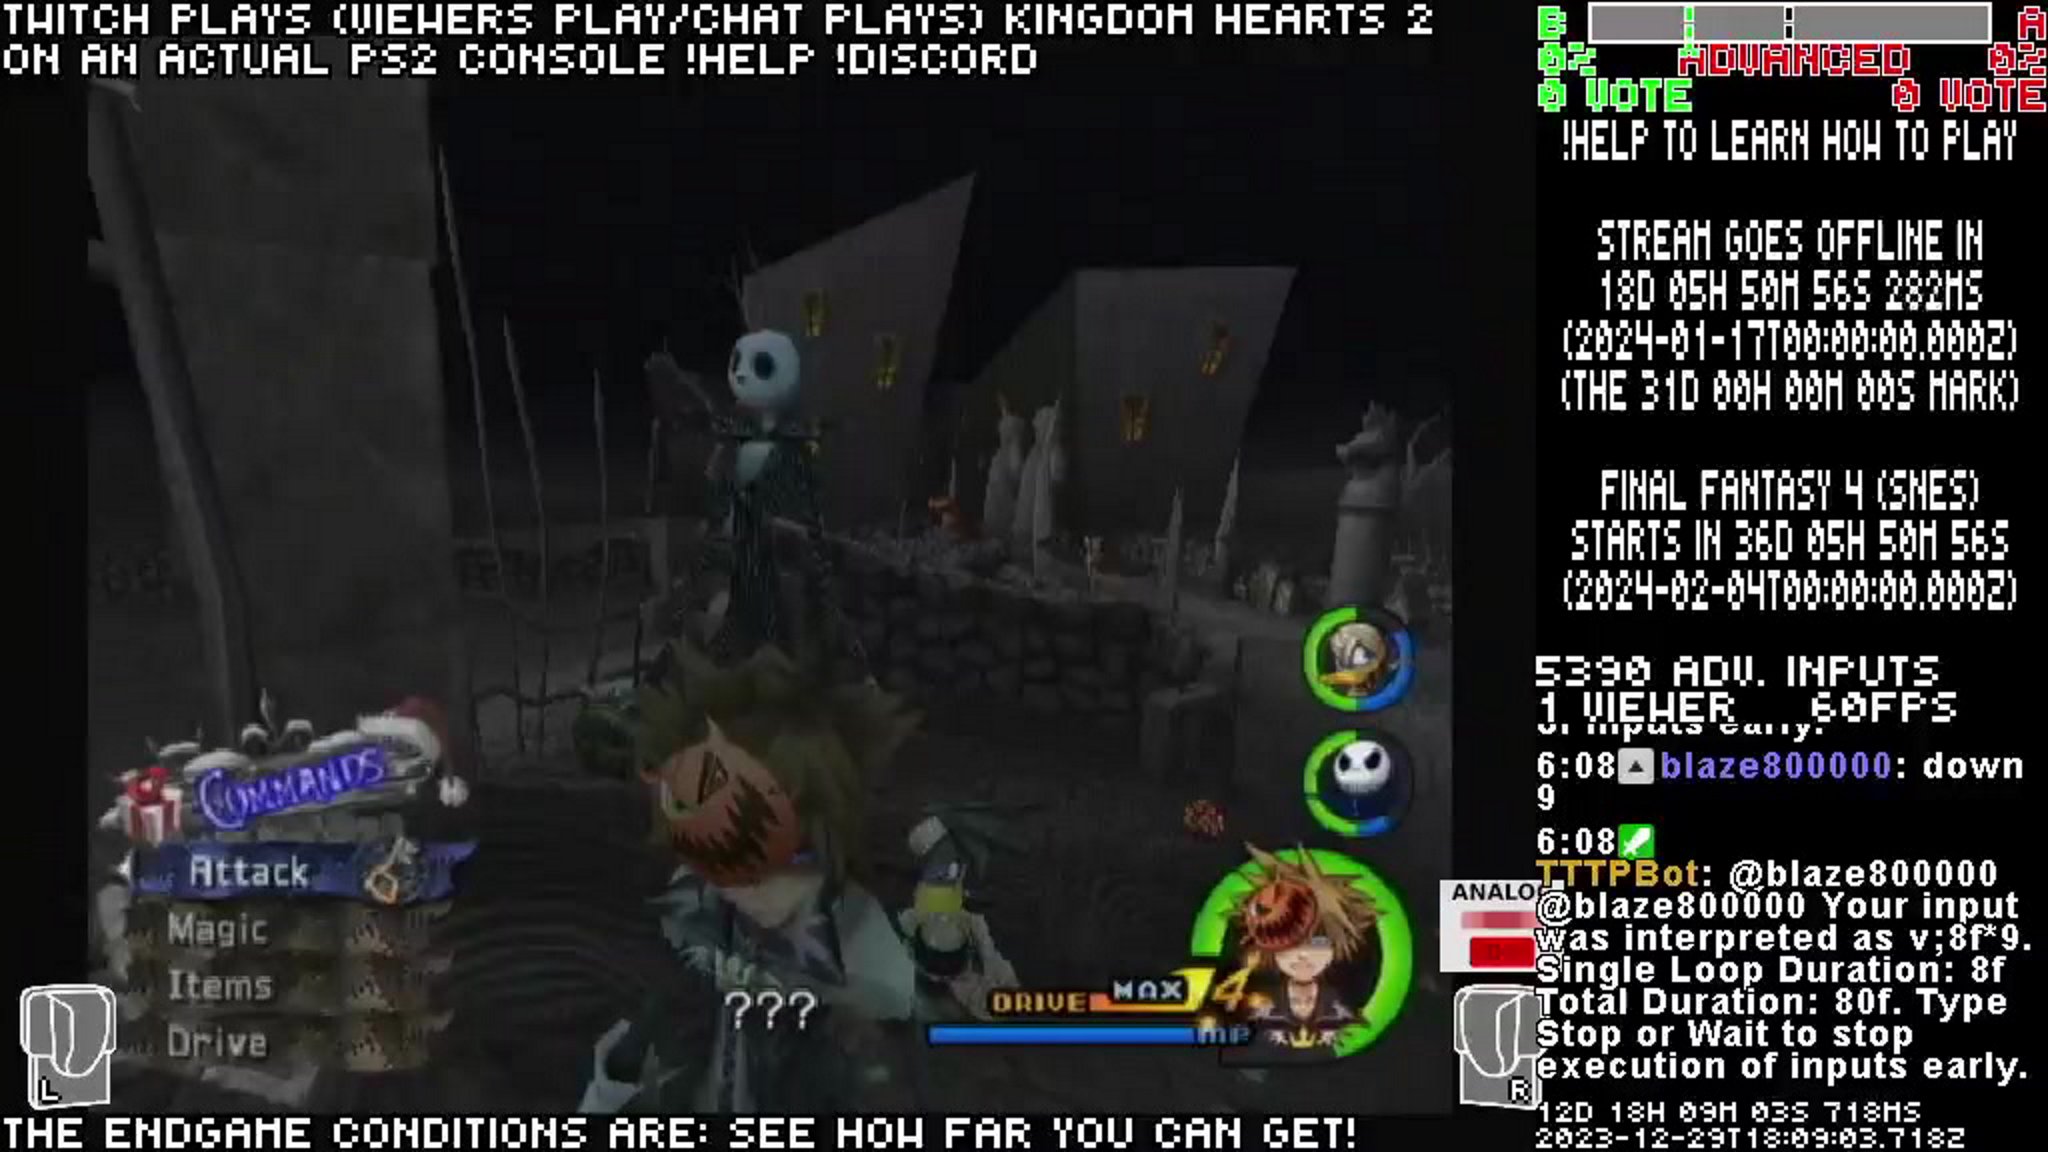 TWITCH PLAYS (VIEWERS PLAY/CHAT PLAYS) KINGDOM HEARTS 2
ON AN ACTUAL PS2 CONSOLE !HELP !DISCORD
B
A
0%
ADVANCED
0%
0 VOTE
0 VOTE
!HELP TO LEARN HOW TO PLAY
STREAM GOES OFFLINE IN
18D 05H 50M 56S 282MS
(2024-01-17T00:00:00.000Z)
(THE 31D 00H 00M 00S MARK)
FINAL FANTASY 4 (SNES)
STARTS IN 36D 05H 50M 56S
(2024-02-04T00:00:00.000Z)
5390 ADV. INPUTS
1 VIEWER 60FPS
inputs early.
6:08 blaze800000: down
9
6:08
TTTPBot: @blaze800000
@blaze800000 Your input
was interpreted as v;8f*9.
Single Loop Duration: 8f
Total Duration: 80f. Type
Stop or Wait to stop
execution of inputs early.
12D 18H 09M 03S 718MS
2023-12-29T18:09:03.718Z
COMMANDS
Attack
Magic
Items
Drive
???
DRIVE MAX 4
MP
ANALOG
L
R
THE ENDGAME CONDITIONS ARE: SEE HOW FAR YOU CAN GET!